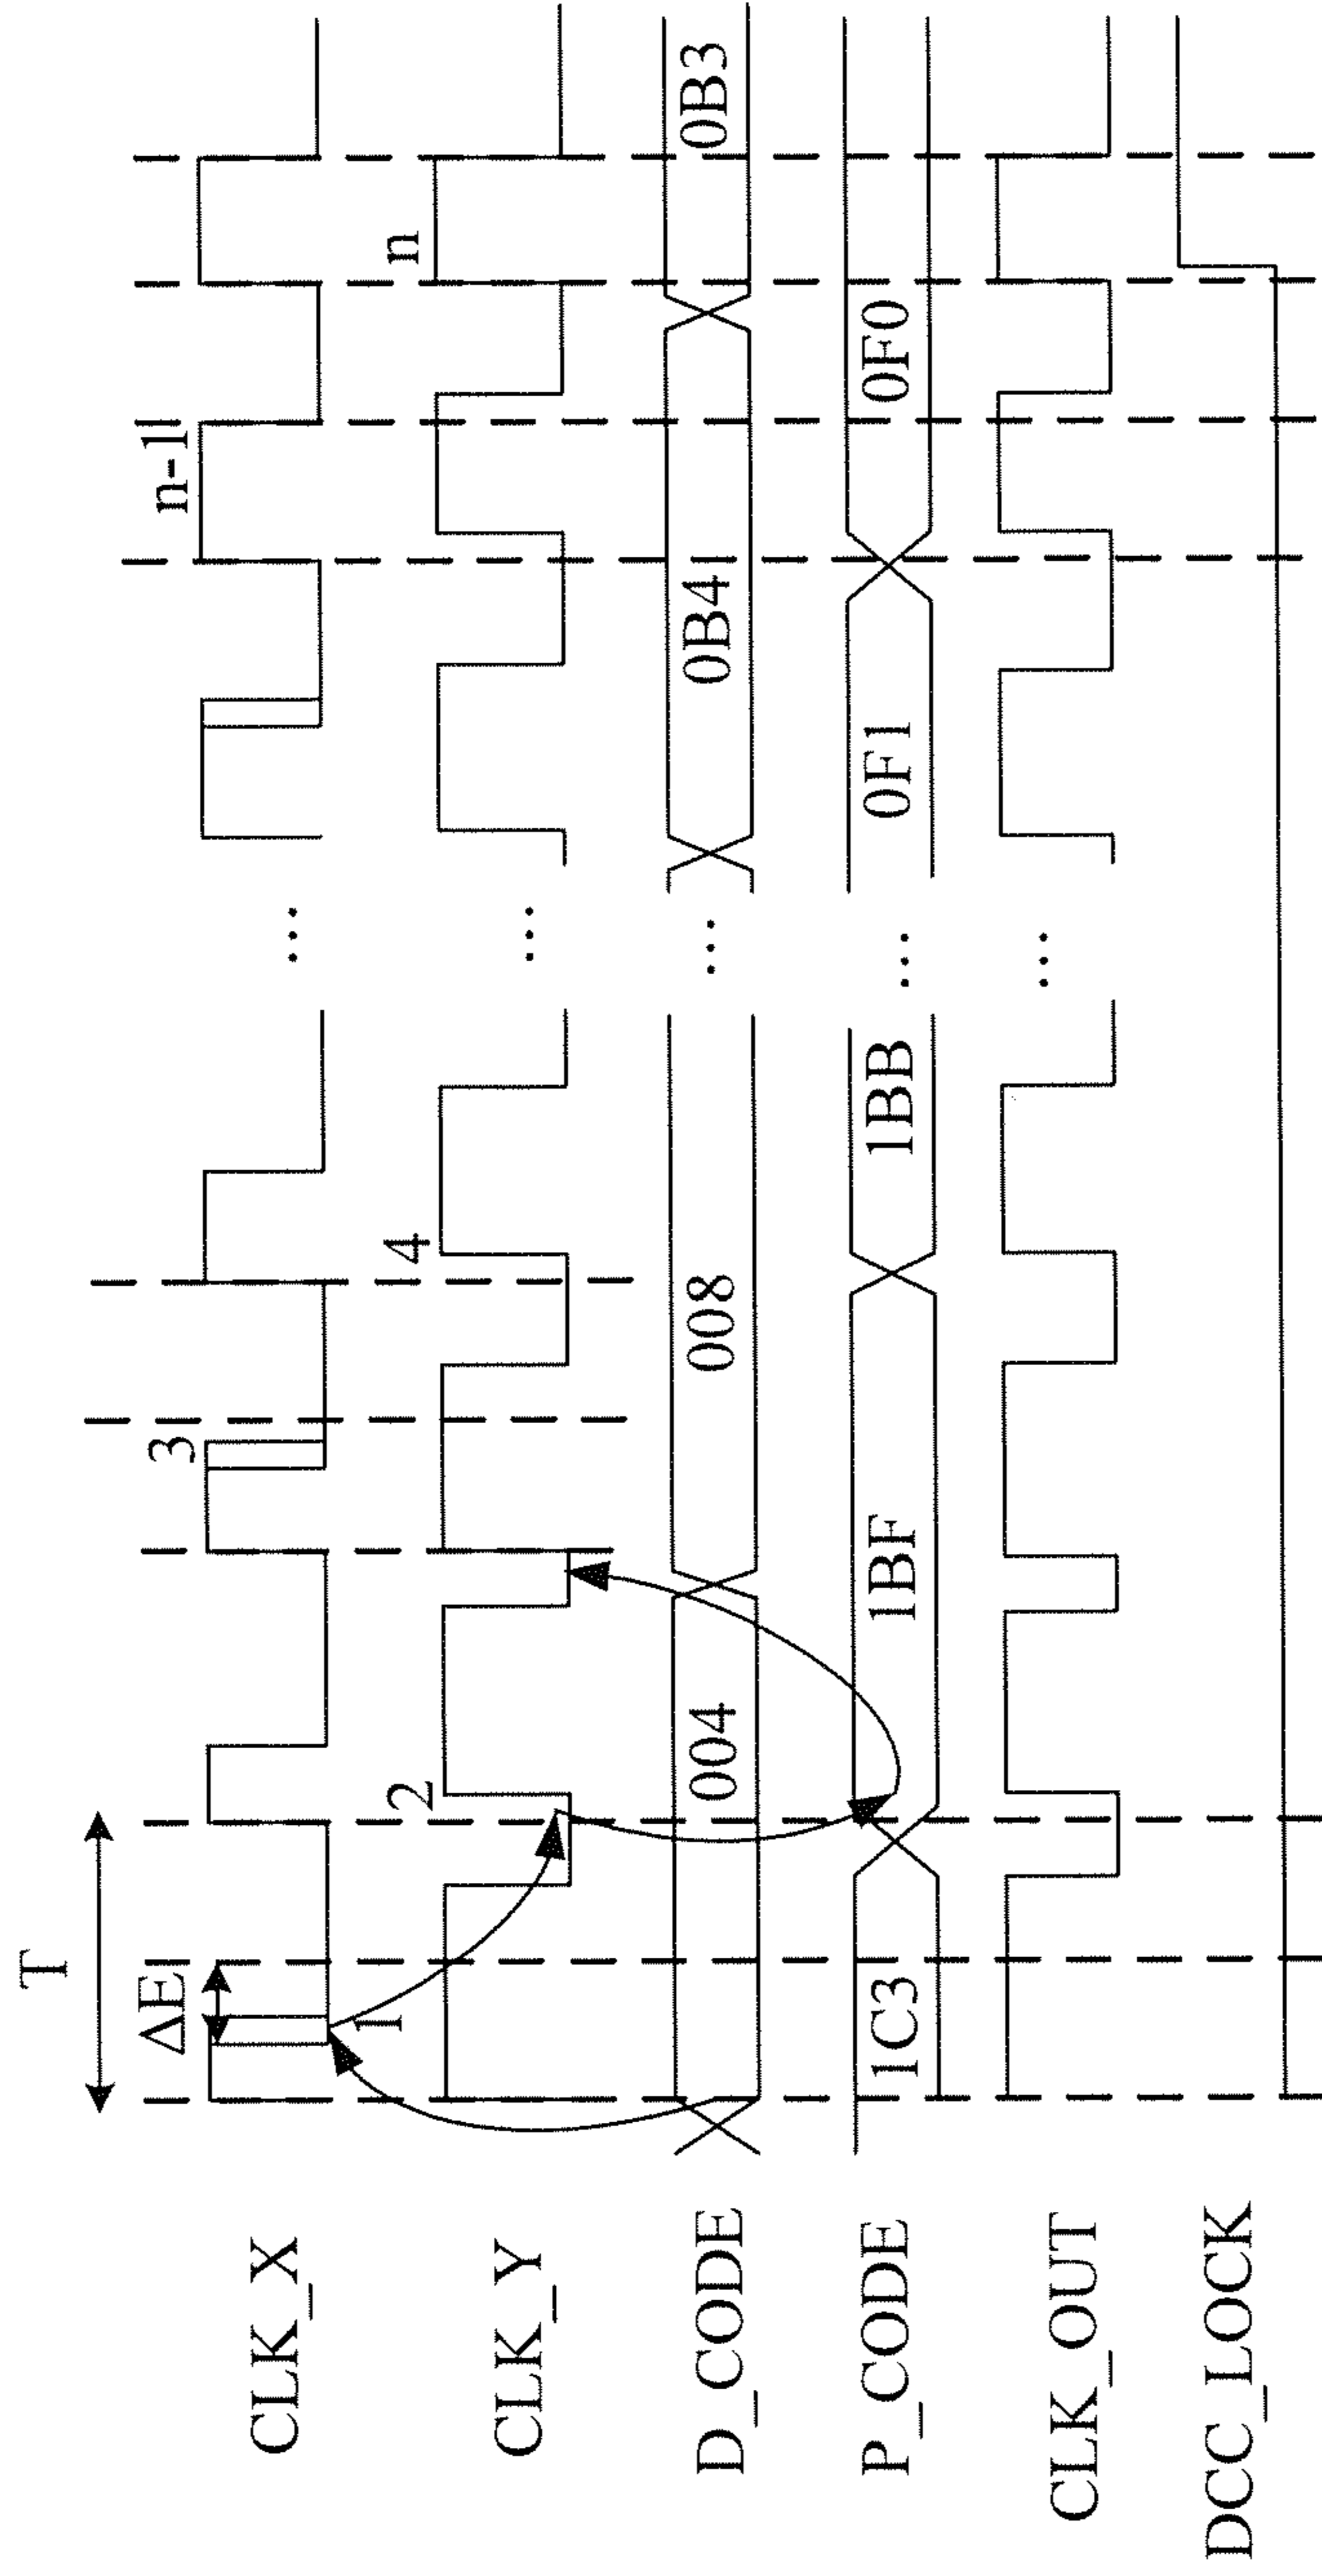 T
ΔE
CLK_X
1
3
n-1
CLK_Y
2
4
n
D_CODE
004
008
...
0B4
0B3
P_CODE
1C3
1BF
1BB
...
0F1
0F0
CLK_OUT
...
DCC_LOCK